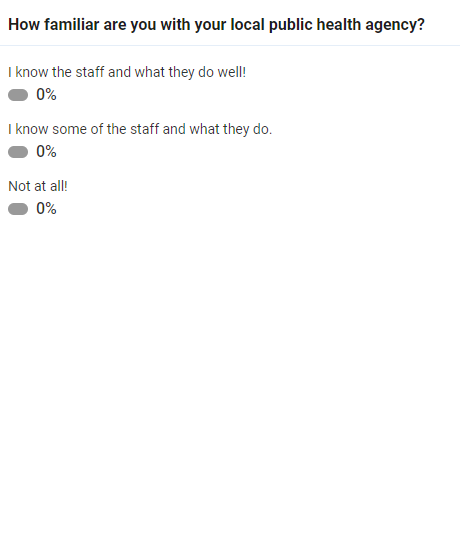 How familiar are you with your local public health agency?
I know the staff and what they do well!
0%
I know some of the staff and what they do.
0%
Not at all!
0%